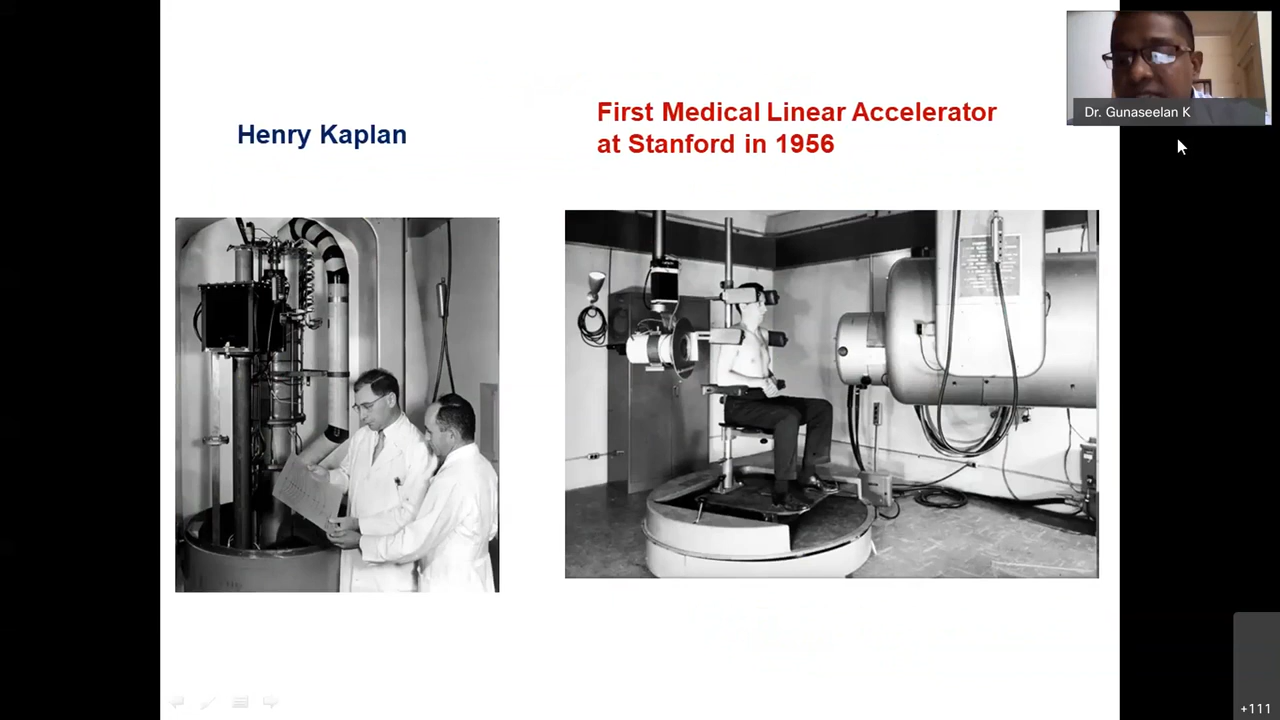 Henry Kaplan
First Medical Linear Accelerator
at Stanford in 1956
Dr. Gunaseelan K
+111